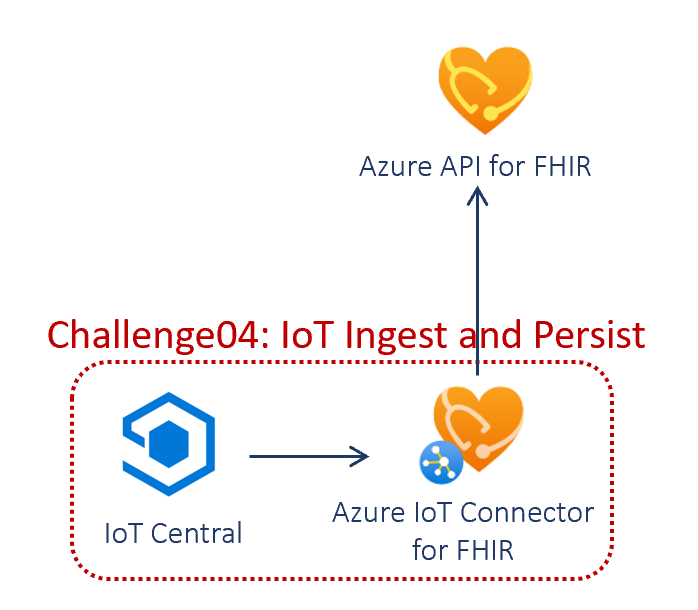 Azure API for FHIR
Challenge04: IoT Ingest and Persist
IoT Central
Azure IoT Connector
for FHIR